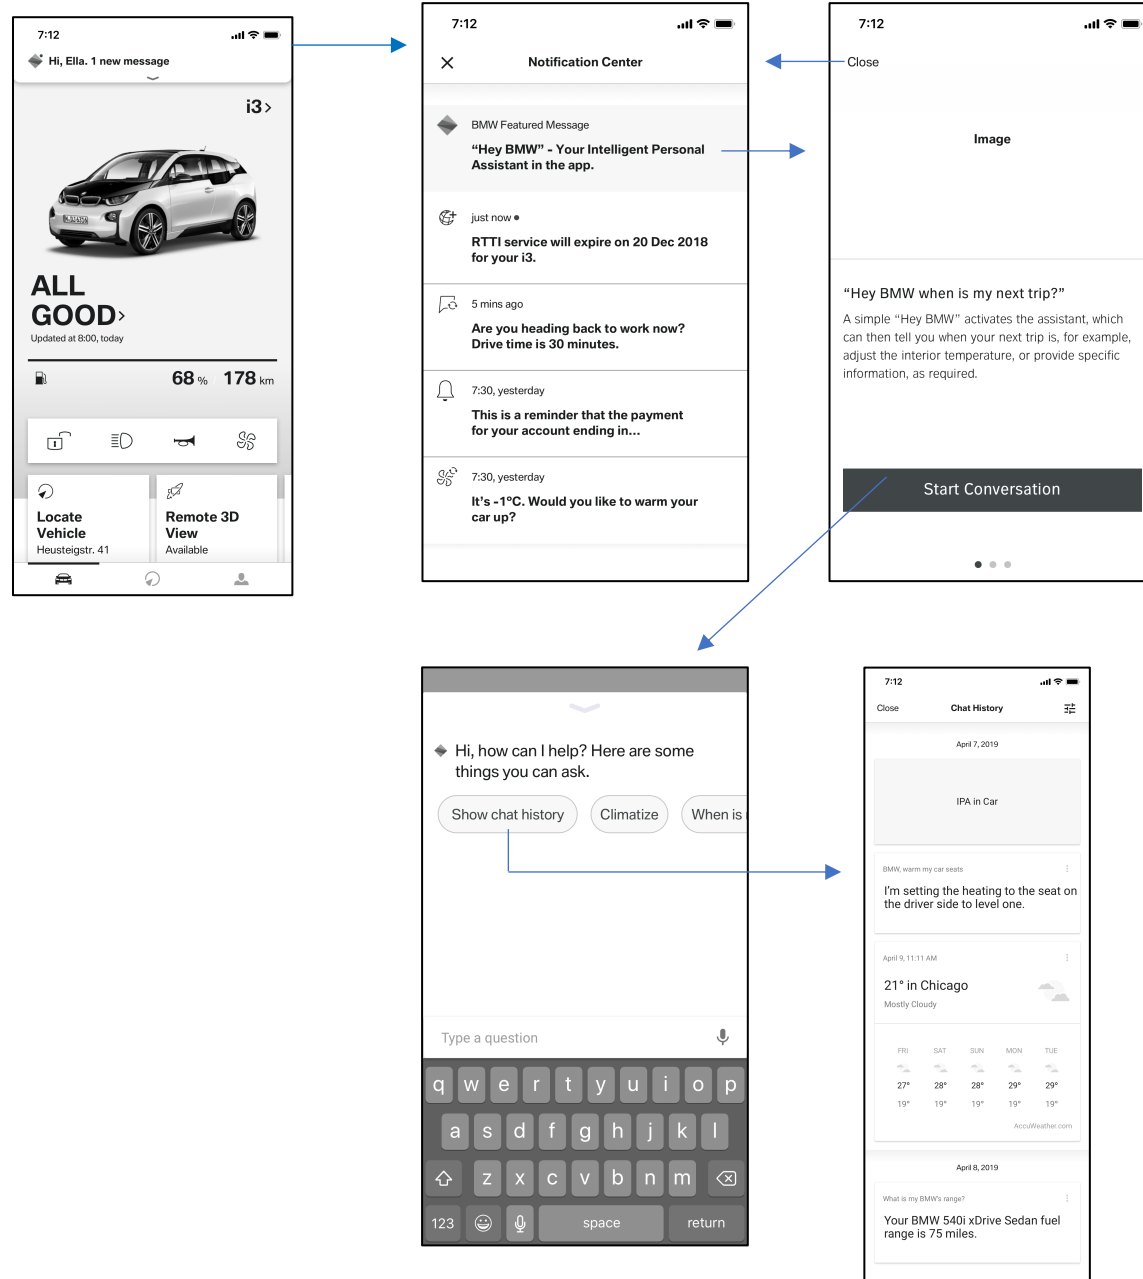 7:12
Hi, Ella. 1 new message
i3>
ALL
GOOD>
Updated at 8:00, today
68 % / 178 km
Locate
Vehicle
Heusteigstr. 41
Remote 3D
View
Available
7:12
Notification Center
BMW Featured Message
“Hey BMW” - Your Intelligent Personal
Assistant in the app.
just now
RTTI service will expire on 20 Dec 2018
for your i3.
5 mins ago
Are you heading back to work now?
Drive time is 30 minutes.
7:30, yesterday
This is a reminder that the payment
for your account ending in...
7:30, yesterday
It’s -1°C. Would you like to warm your
car up?
7:12
Close
Image
“Hey BMW when is my next trip?”
A simple “Hey BMW” activates the assistant, which
can then tell you when your next trip is, for example,
adjust the interior temperature, or provide specific
information, as required.
Start Conversation
Hi, how can I help? Here are some
things you can ask.
Show chat history
Climatize
When is
Type a question
q w e r t y u i o p
a s d f g h j k l
z x c v b n m
123 space return
7:12
Close Chat History
April 7, 2019
IPA in Car
BMW, warm my car seats
I'm setting the heating to the seat on
the driver side to level one.
April 9, 11:11 AM
21° in Chicago
Mostly Cloudy
FRI SAT SUN MON TUE
27° 28° 28° 29° 29°
19° 19° 19° 19° 19°
AccuWeather.com
April 8, 2019
What is my BMW's range?
Your BMW 540i xDrive Sedan fuel
range is 75 miles.